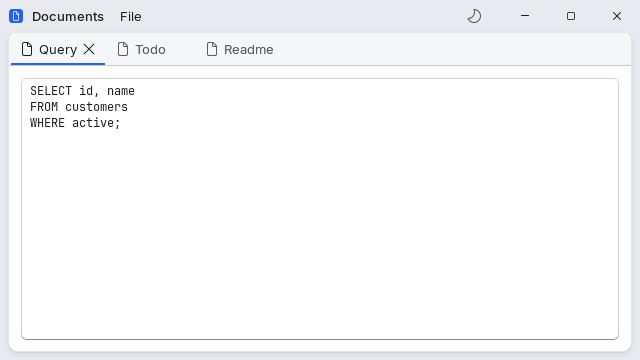 Documents File
Query Todo Readme
SELECT id, name
FROM customers
WHERE active;